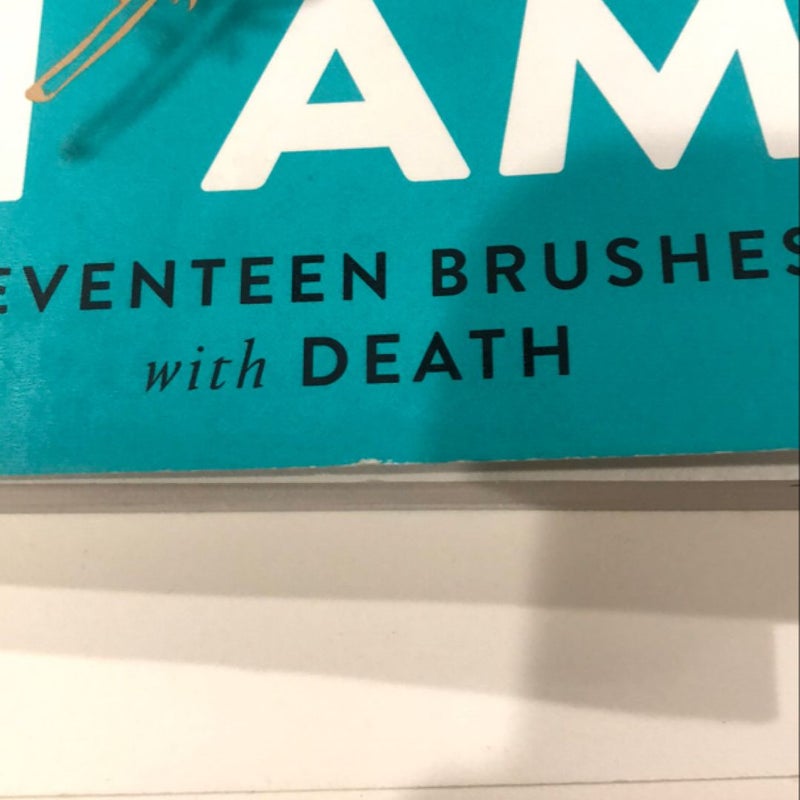 I AM
EVENTEEN BRUSHES
with DEATH